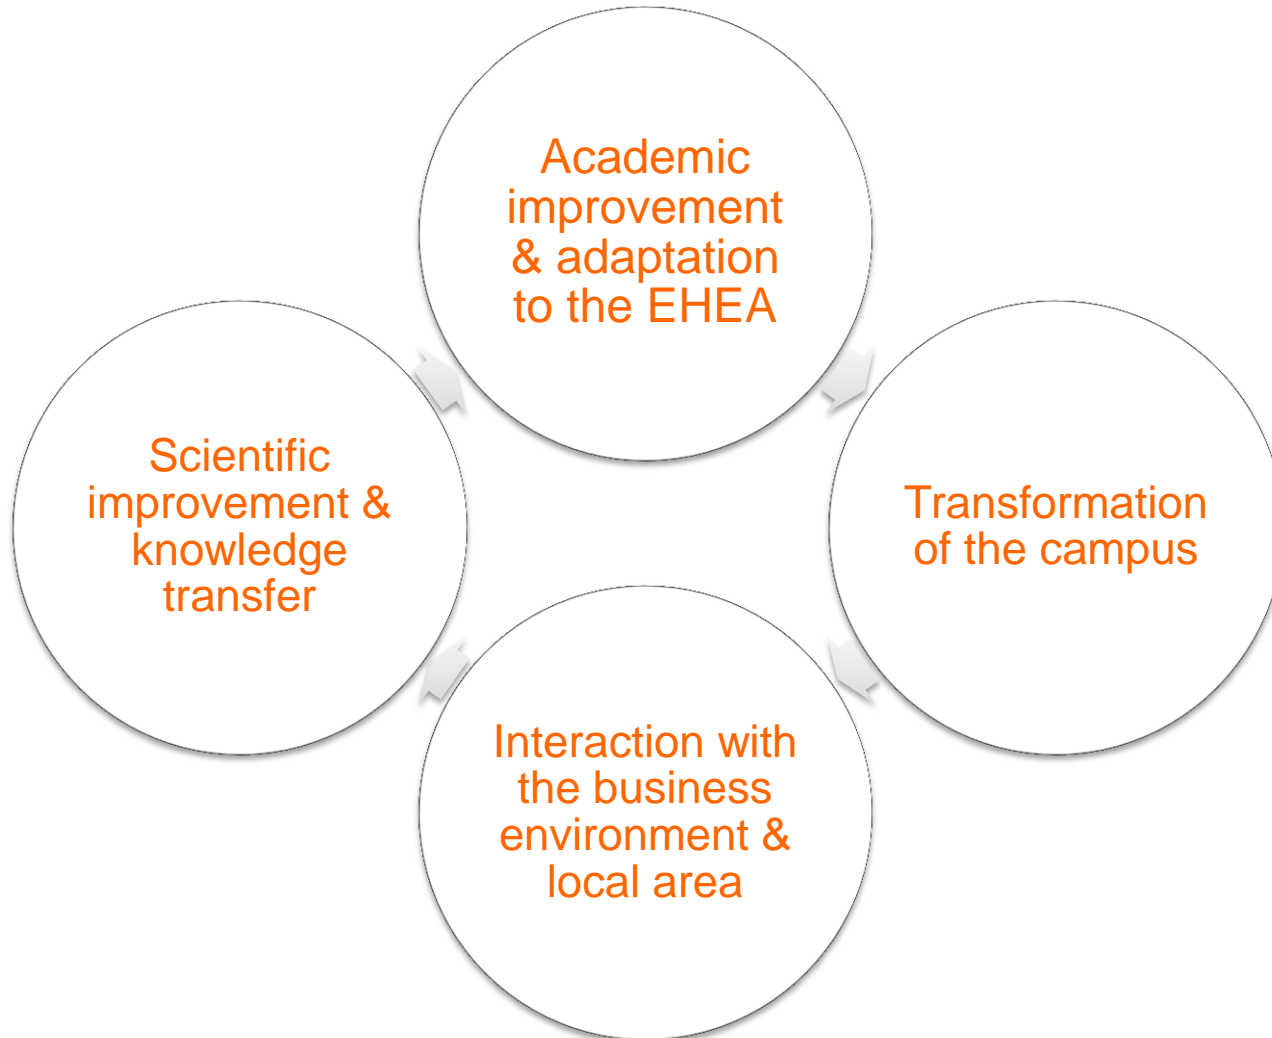 Academic
improvement
& adaptation
to the EHEA
Scientific
improvement &
knowledge
transfer
Transformation
of the campus
Interaction with
the business
environment &
local area